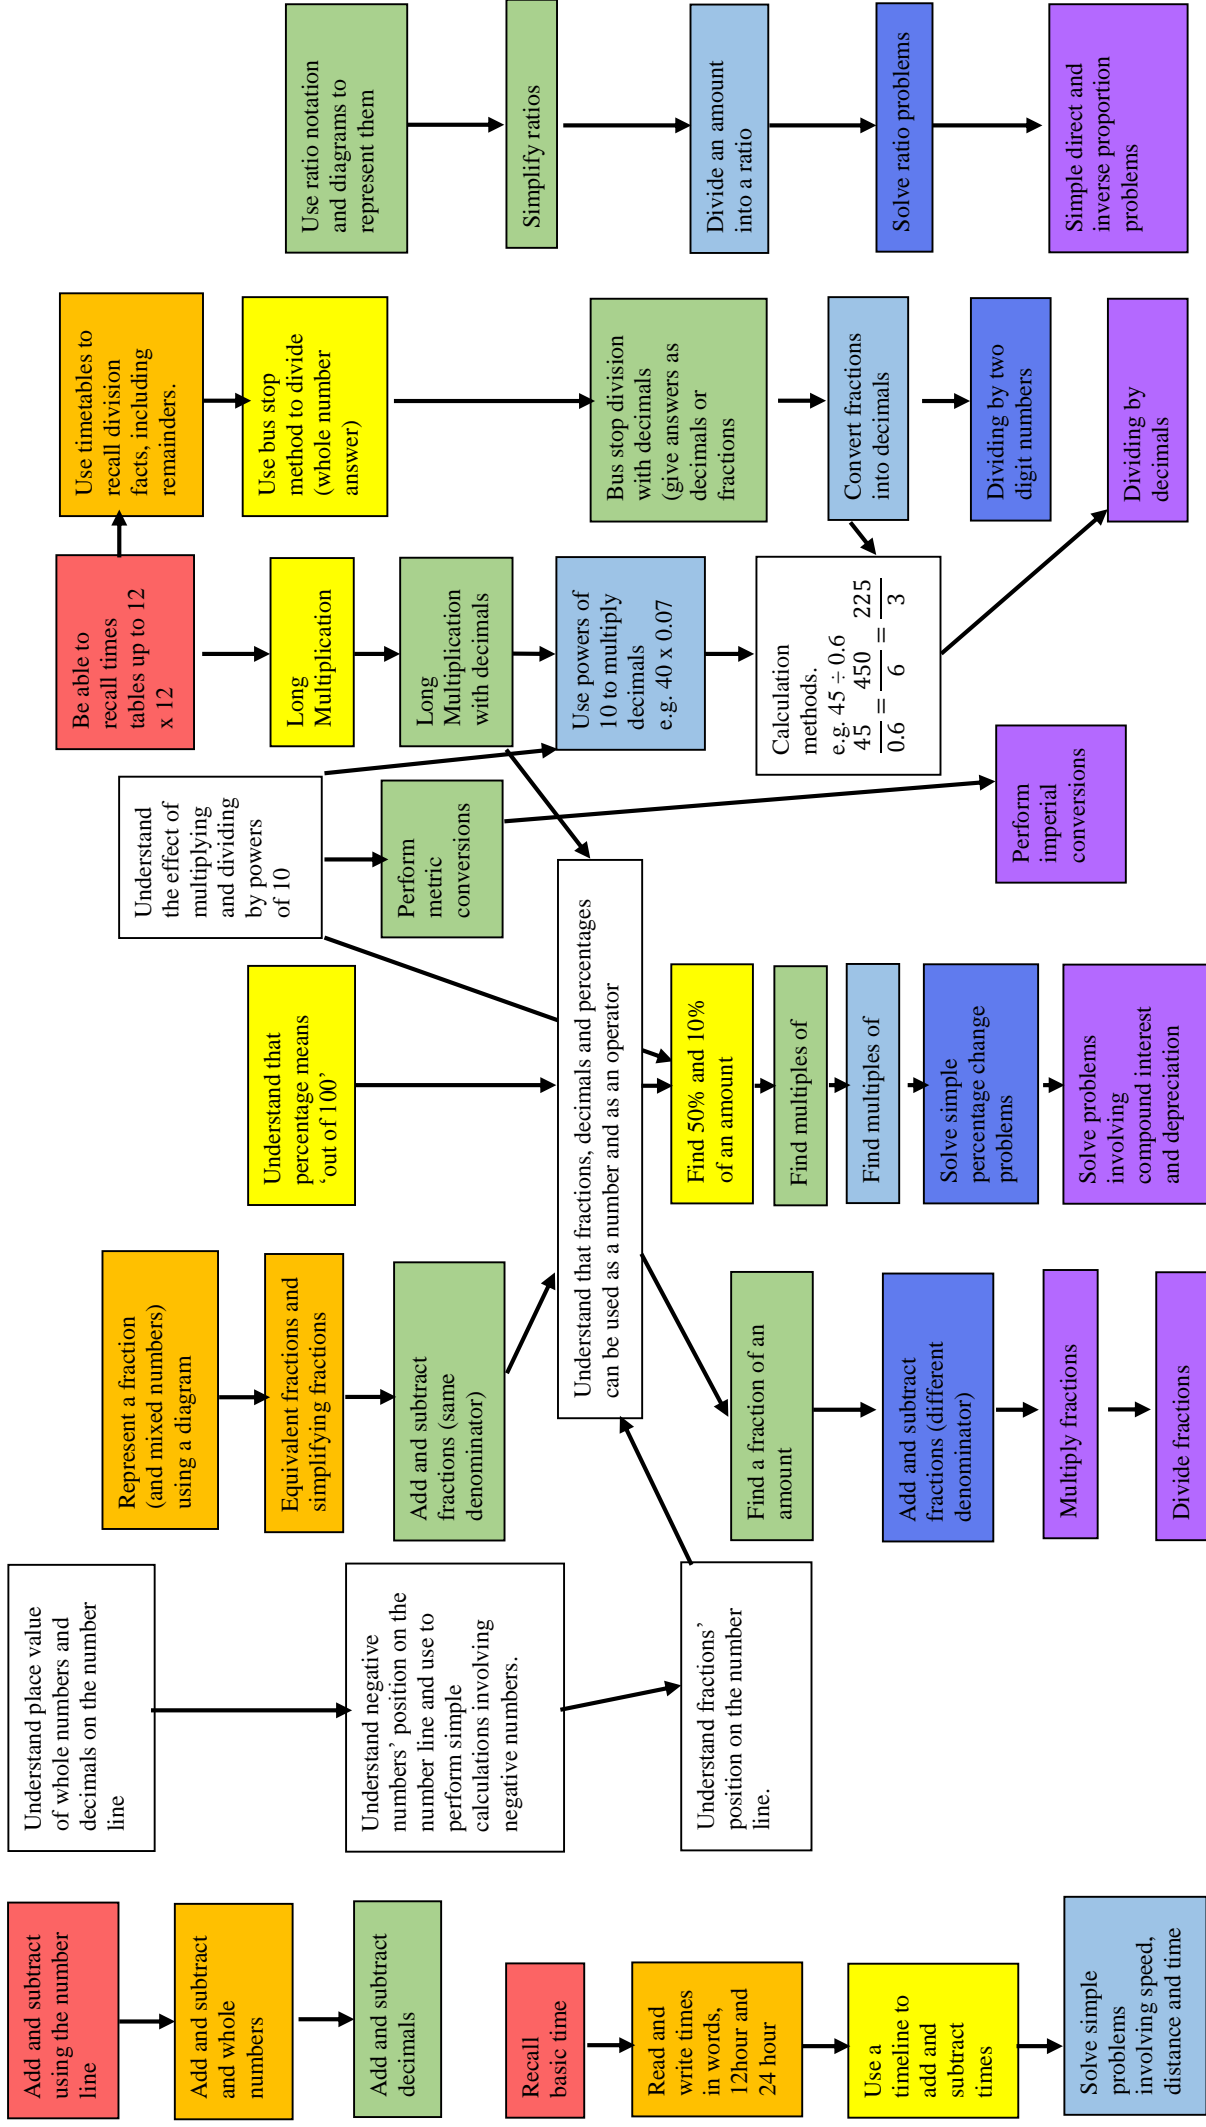 Add and subtract
using the number
line
Add and subtract
and whole
numbers
Add and subtract
decimals
Recall
basic time
Read and
write times
in words,
12hour and
24 hour
Use a
timeline to
add and
subtract
times
Solve simple
problems
involving speed,
distance and time
Understand place value
of whole numbers and
decimals on the number
line
Understand negative
numbers’ position on the
number line and use to
perform simple
calculations involving
negative numbers.
Understand fractions’
position on the number
line.
Represent a fraction
(and mixed numbers)
using a diagram
Equivalent fractions and
simplifying fractions
Add and subtract
fractions (same
denominator)
Understand that fractions, decimals and percentages
can be used as a number and as an operator
Find a fraction of an
amount
Add and subtract
fractions (different
denominator)
Multiply fractions
Divide fractions
Understand that
percentage means
‘out of 100’
Find 50% and 10%
of an amount
Find multiples of
Find multiples of
Solve simple
percentage change
problems
Solve problems
involving
compound interest
and depreciation
Understand
the effect of
multiplying
and dividing
by powers
of 10
Perform
metric
conversions
Perform
imperial
conversions
Be able to
recall times
tables up to 12
x 12
Long
Multiplication
Long
Multiplication
with decimals
Use powers of
10 to multiply
decimals
e.g. 40 x 0.07
Calculation
methods.
e.g. 45 ÷ 0.6
45/0.6 = 450/6 = 225/3
Use timetables to
recall division
facts, including
remainders.
Use bus stop
method to divide
(whole number
answer)
Bus stop division
with decimals
(give answers as
decimals or
fractions
Convert fractions
into decimals
Dividing by two
digit numbers
Dividing by
decimals
Use ratio notation
and diagrams to
represent them
Simplify ratios
Divide an amount
into a ratio
Solve ratio problems
Simple direct and
inverse proportion
problems